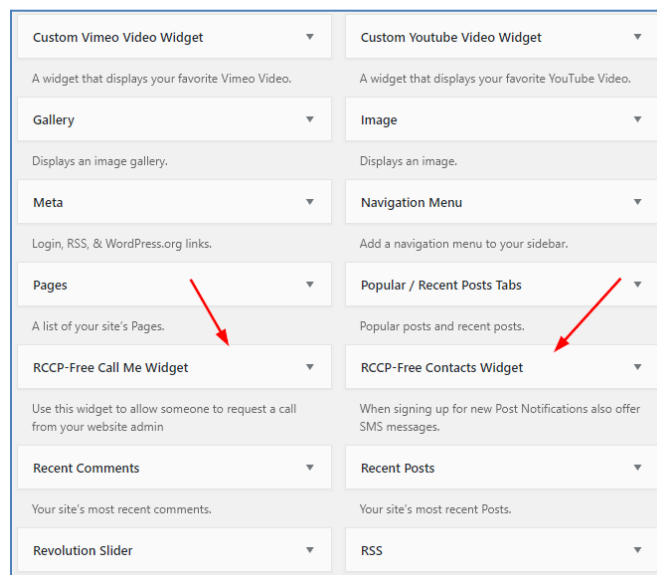 Custom Vimeo Video Widget
Custom Youtube Video Widget
A widget that displays your favorite Vimeo Video.
A widget that displays your favorite YouTube Video.
Gallery
Image
Displays an image gallery.
Displays an image.
Meta
Navigation Menu
Login, RSS, & WordPress.org links.
Add a navigation menu to your sidebar.
Pages
Popular / Recent Posts Tabs
A list of your site's Pages.
Popular posts and recent posts.
RCCP-Free Call Me Widget
RCCP-Free Contacts Widget
Use this widget to allow someone to request a call
from your website admin
When signing up for new Post Notifications also offer
SMS messages.
Recent Comments
Recent Posts
Your site's most recent comments.
Your site's most recent Posts.
Revolution Slider
RSS